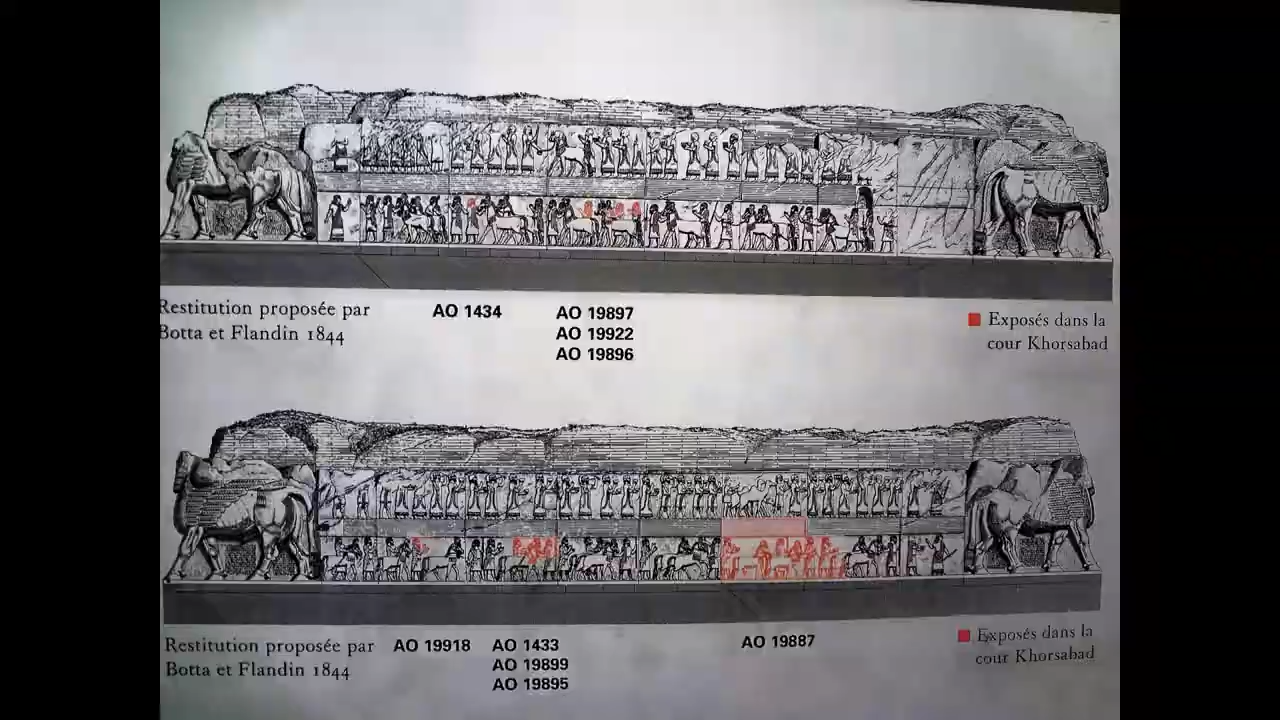 Restitution proposée par
Botta et Flandin 1844
AO 1434
AO 19897
AO 19922
AO 19896
Exposés dans la
cour Khorsabad
Restitution proposée par
Botta et Flandin 1844
AO 19918
AO 1433
AO 19899
AO 19895
AO 19887
Exposés dans la
cour Khorsabad